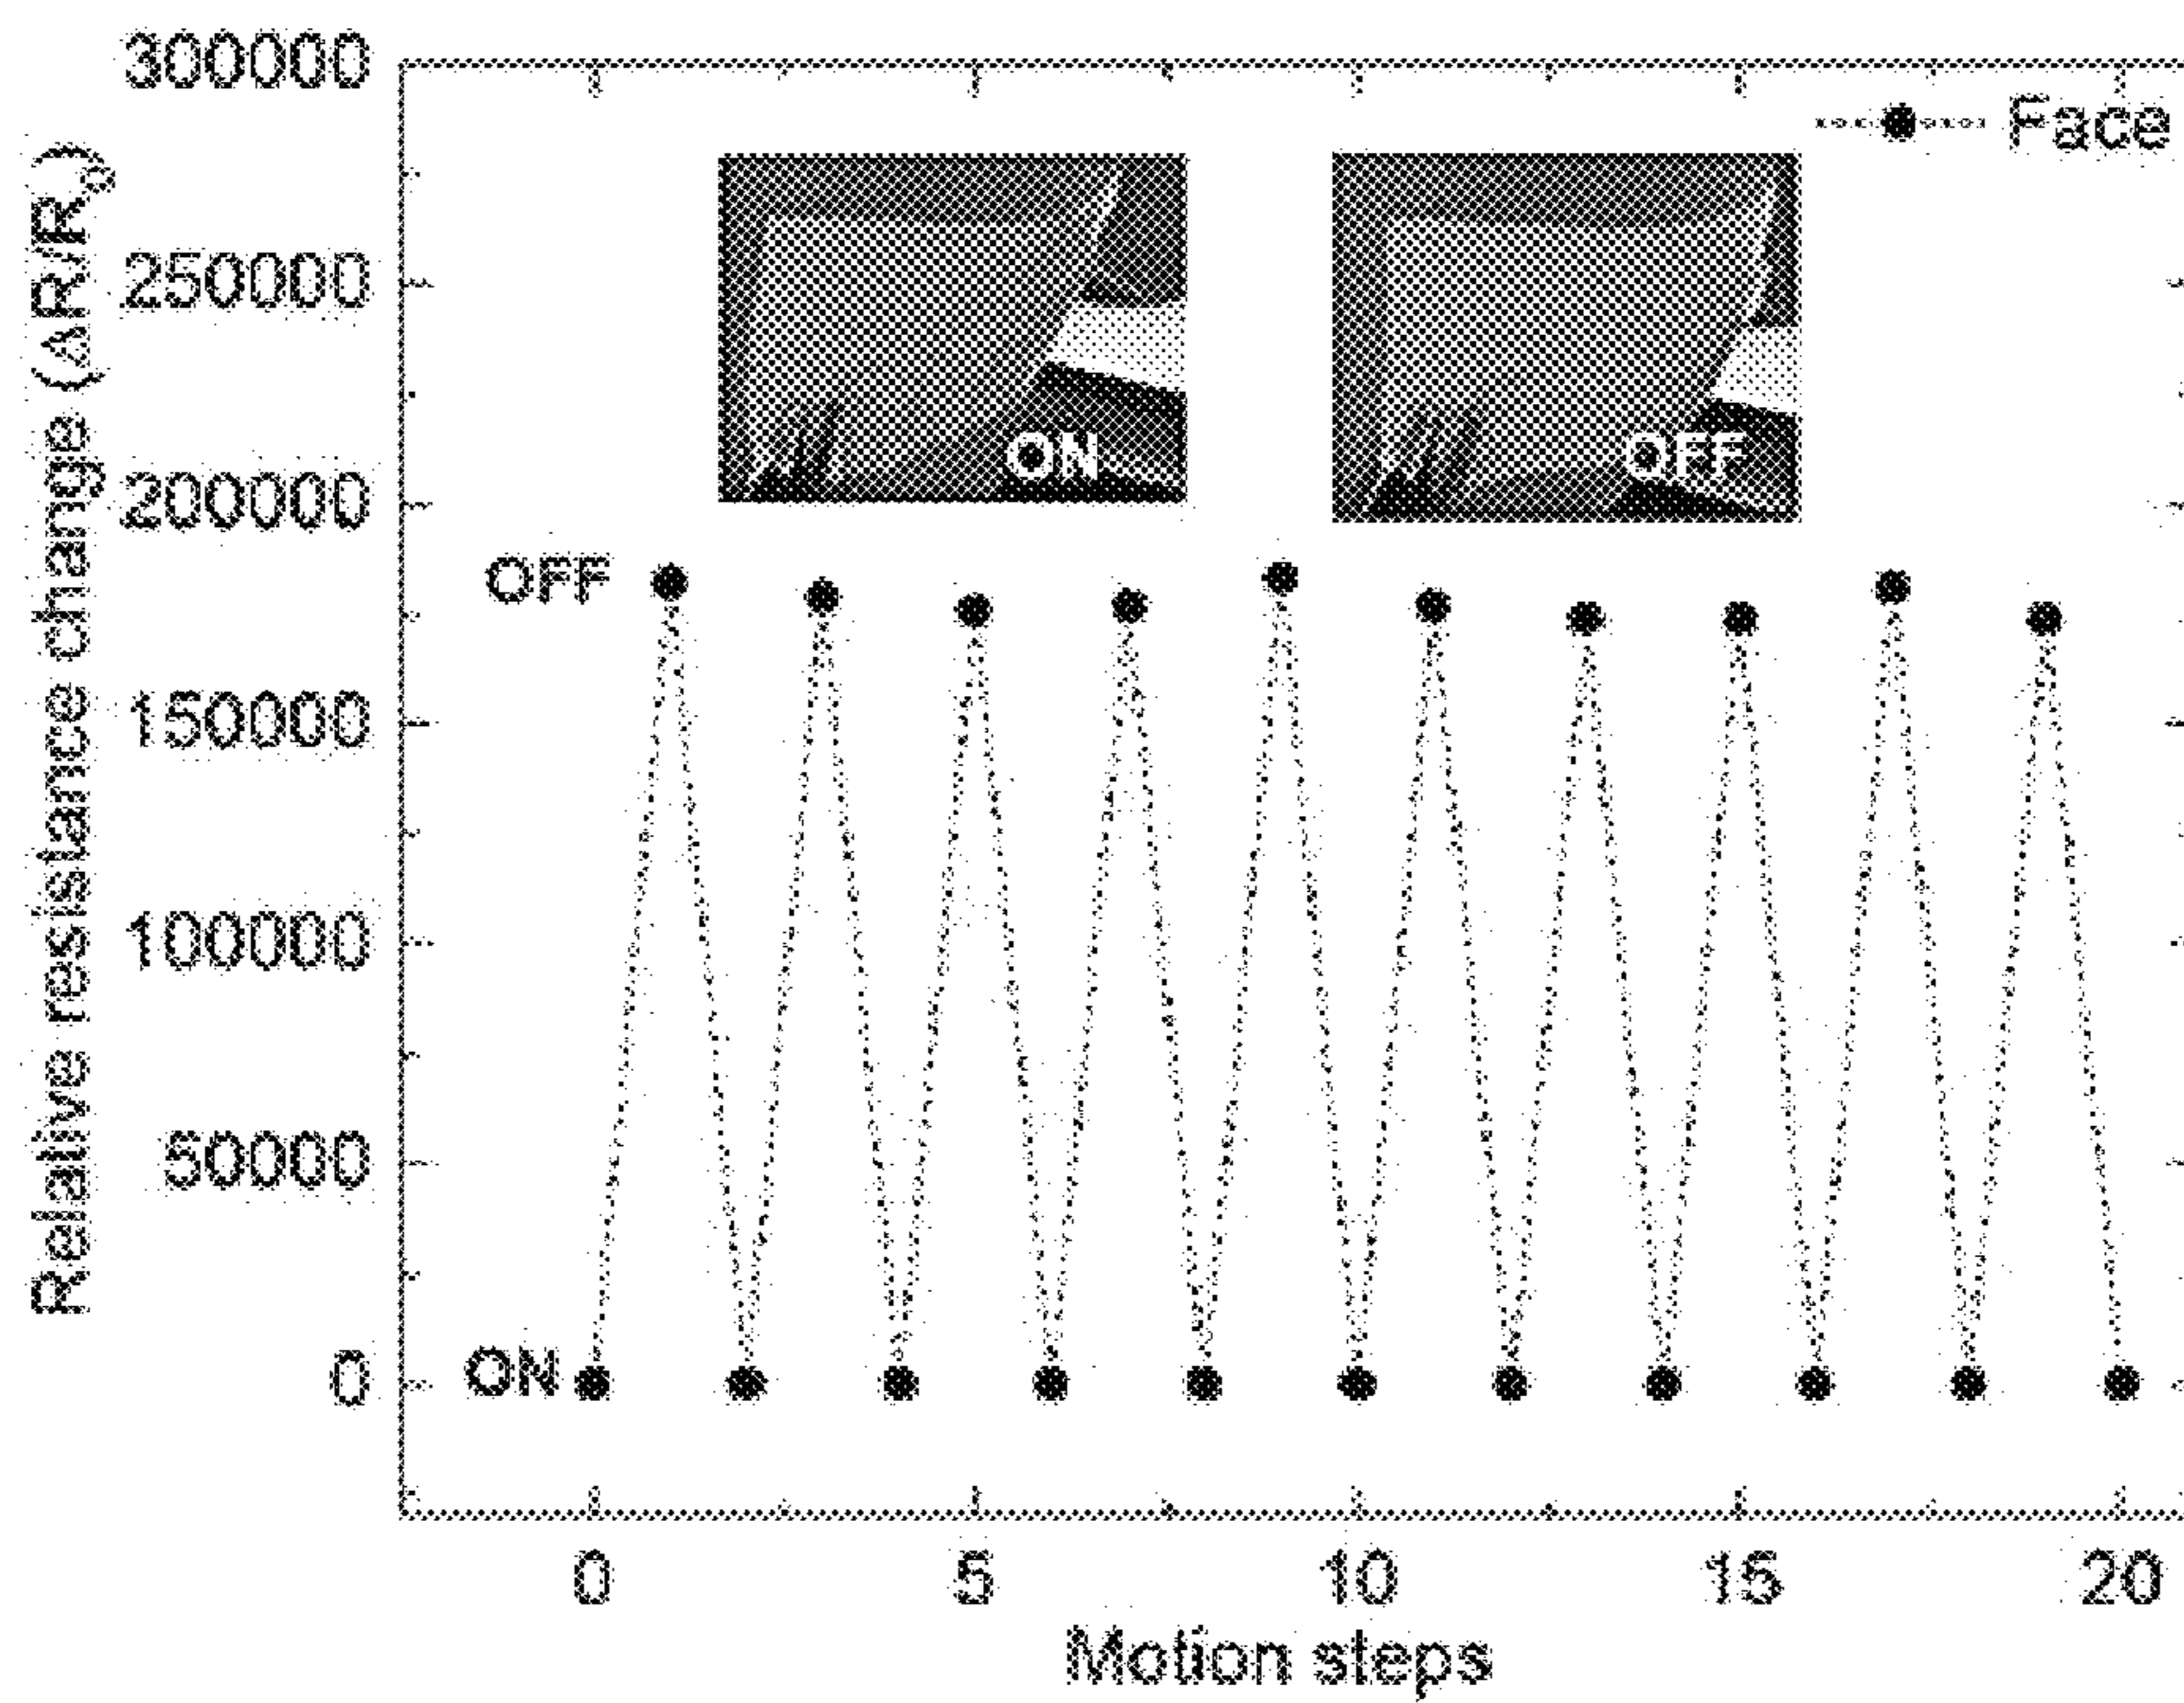 300000
250000
200000
150000
100000
50000
0
Relative resistance change (ΔR/R0)
Face
ON
OFF
OFF
ON
0 5 10 15 20
Motion steps